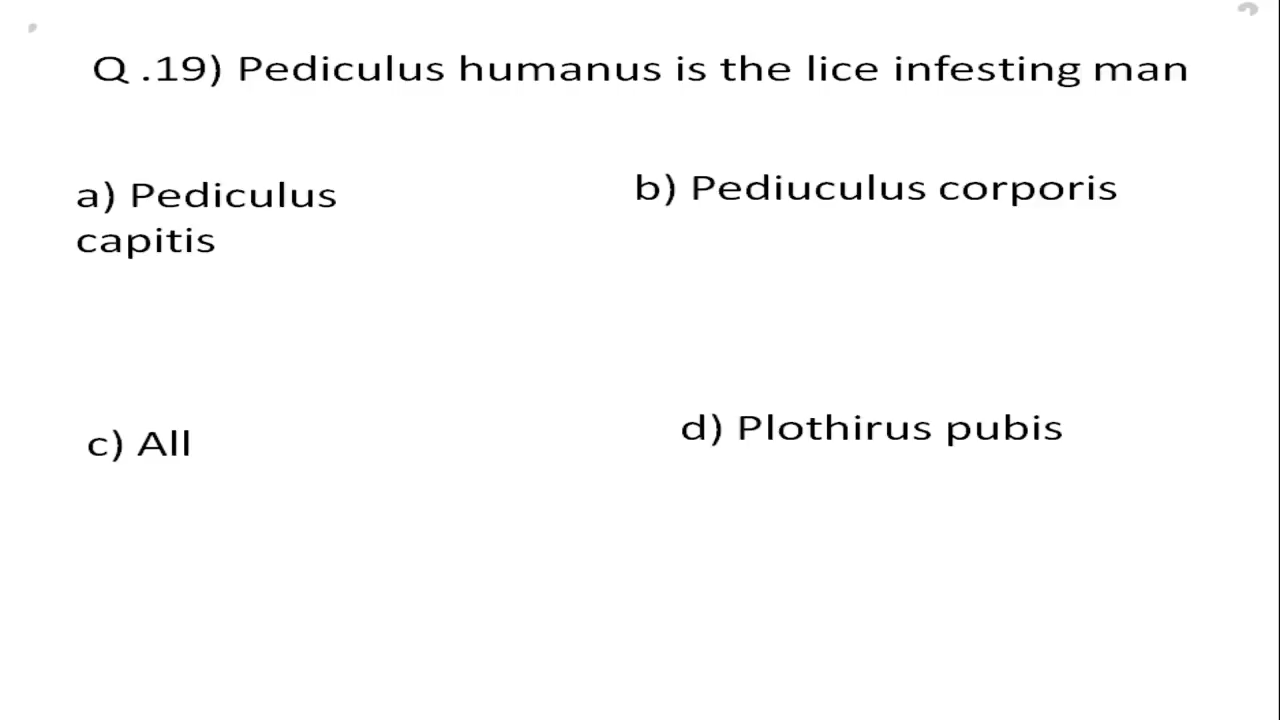 Q .19) Pediculus humanus is the lice infesting man
a) Pediculus
capitis
b) Pediuculus corporis
c) All
d) Plothirus pubis